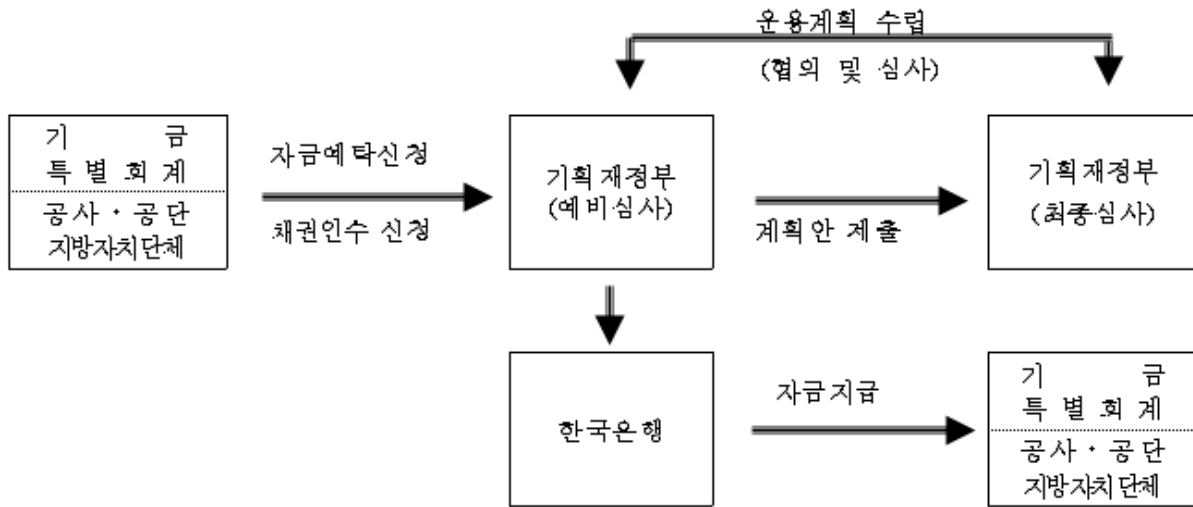 운용계획 수립
(협의 및 심사)
기 금
특 별 회 계
공사·공단
지방자치단체
자금예탁신청
채권인수 신청
기획재정부
(예비심사)
계획안 제출
기획재정부
(최종심사)
한국은행
자금지급
기 금
특 별 회 계
공사·공단
지방자치단체